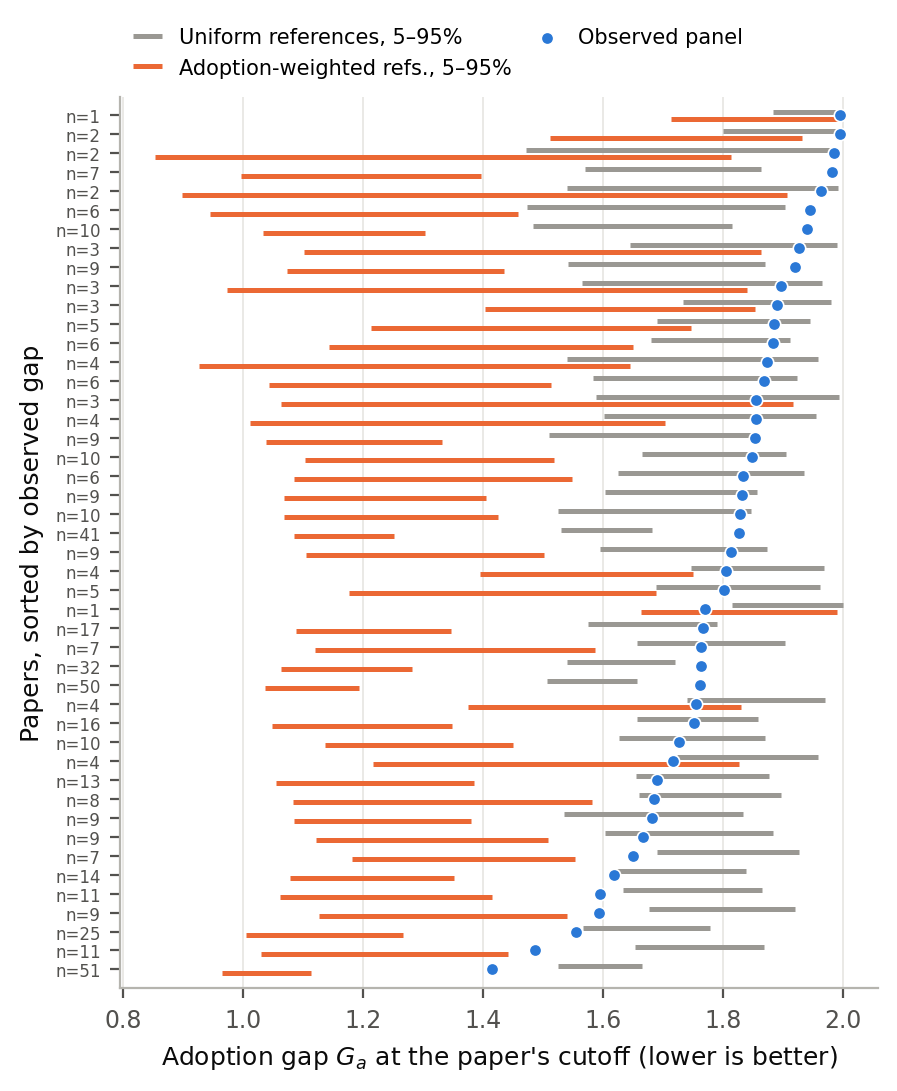 Uniform references, 5–95%
Adoption-weighted refs., 5–95%
Observed panel
Papers, sorted by observed gap
n=1
n=2
n=2
n=7
n=2
n=6
n=10
n=3
n=9
n=3
n=3
n=5
n=6
n=4
n=6
n=3
n=4
n=9
n=10
n=6
n=9
n=10
n=41
n=9
n=4
n=5
n=1
n=17
n=7
n=32
n=50
n=4
n=16
n=10
n=4
n=13
n=8
n=9
n=9
n=7
n=14
n=11
n=9
n=25
n=11
n=51
0.8 1.0 1.2 1.4 1.6 1.8 2.0
Adoption gap Gₐ at the paper's cutoff (lower is better)